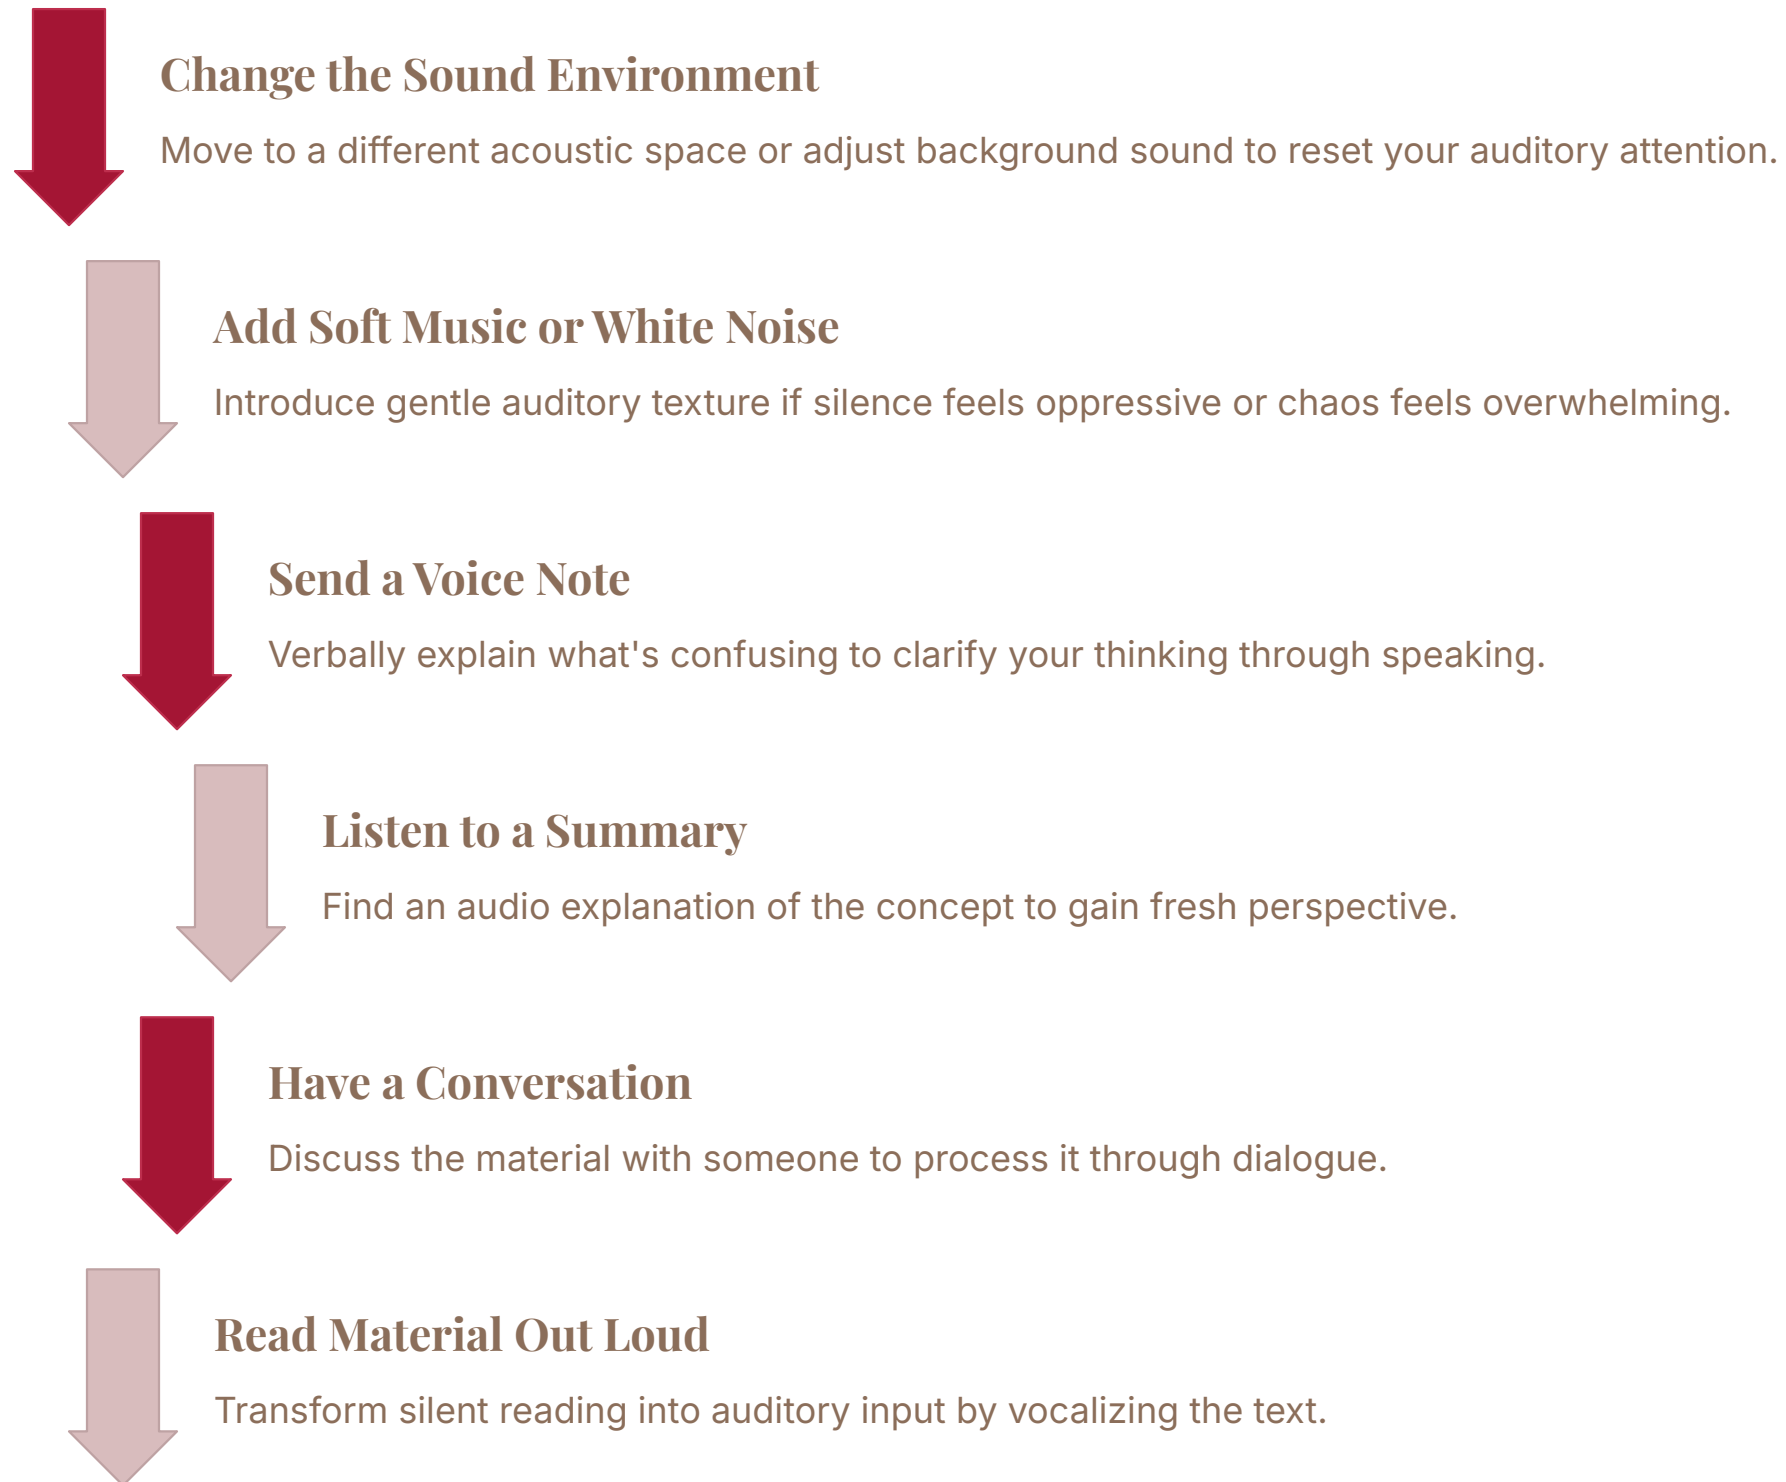 Change the Sound Environment
Move to a different acoustic space or adjust background sound to reset your auditory attention.
Add Soft Music or White Noise
Introduce gentle auditory texture if silence feels oppressive or chaos feels overwhelming.
Send a Voice Note
Verbally explain what's confusing to clarify your thinking through speaking.
Listen to a Summary
Find an audio explanation of the concept to gain fresh perspective.
Have a Conversation
Discuss the material with someone to process it through dialogue.
Read Material Out Loud
Transform silent reading into auditory input by vocalizing the text.